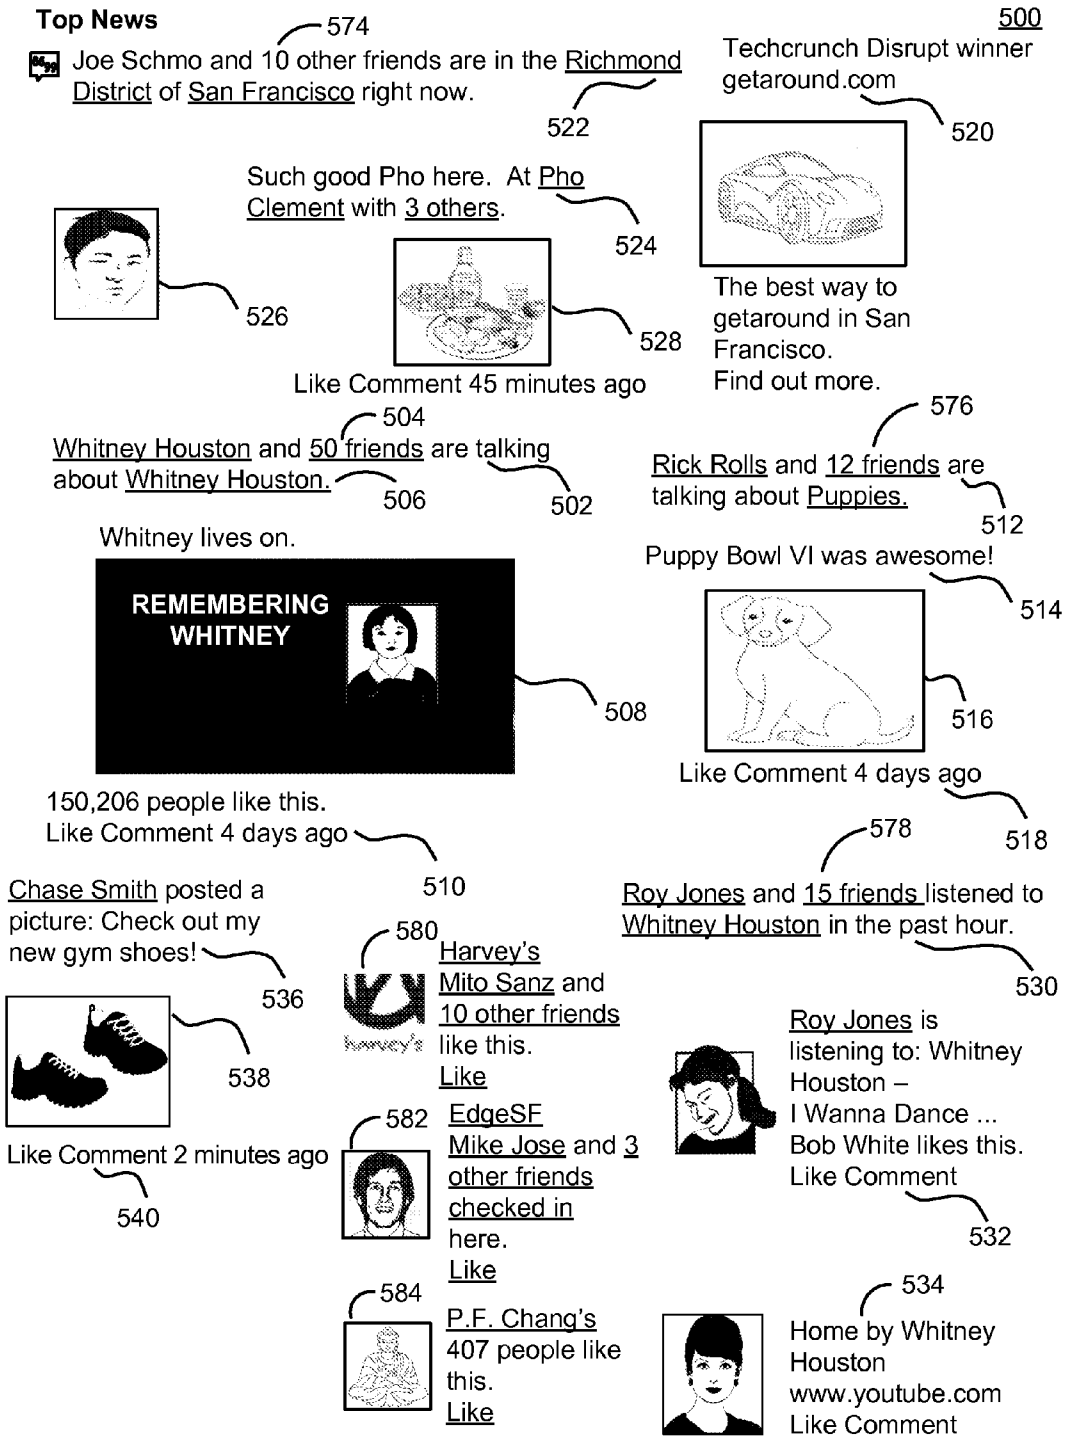 Top News
574
500
Joe Schmo and 10 other friends are in the Richmond
District of San Francisco right now.
522
Techcrunch Disrupt winner
getaround.com
520
Such good Pho here. At Pho
Clement with 3 others.
524
526
528
Like Comment 45 minutes ago
The best way to
getaround in San
Francisco.
Find out more.
504
Whitney Houston and 50 friends are talking
about Whitney Houston.
506
502
576
Rick Rolls and 12 friends are
talking about Puppies.
512
Whitney lives on.
REMEMBERING
WHITNEY
508
150,206 people like this.
Like Comment 4 days ago
510
Puppy Bowl VI was awesome!
514
516
Like Comment 4 days ago
518
578
Roy Jones and 15 friends listened to
Whitney Houston in the past hour.
530
Chase Smith posted a
picture: Check out my
new gym shoes!
536
538
Like Comment 2 minutes ago
540
580
harvey's
Harvey's
Mito Sanz and
10 other friends
like this.
Like
582
EdgeSF
Mike Jose and 3
other friends
checked in
here.
Like
584
P.F. Chang's
407 people like
this.
Like
Roy Jones is
listening to: Whitney
Houston –
I Wanna Dance ...
Bob White likes this.
Like Comment
532
534
Home by Whitney
Houston
www.youtube.com
Like Comment